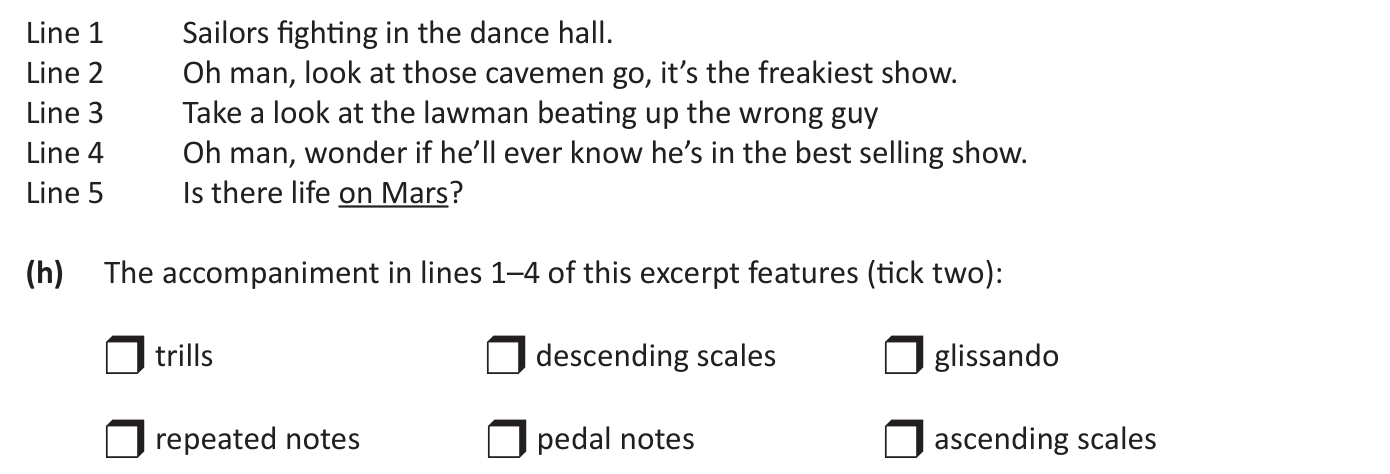 Line 1 Sailors fighting in the dance hall.
Line 2 Oh man, look at those cavemen go, it’s the freakiest show.
Line 3 Take a look at the lawman beating up the wrong guy
Line 4 Oh man, wonder if he’ll ever know he’s in the best selling show.
Line 5 Is there life on Mars?
(h) The accompaniment in lines 1–4 of this excerpt features (tick two):
trills descending scales glissando
repeated notes pedal notes ascending scales